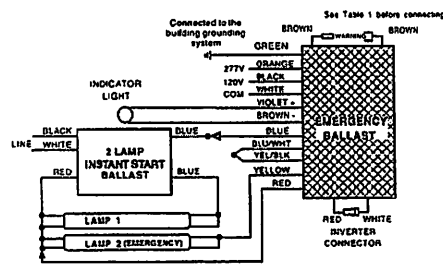 See Table 1 before connecting
Connected to the
building grounding
system
BROWN
WARNING
BROWN
GREEN
277V
ORANGE
120V
BLACK
COM
WHITE
INDICATOR
LIGHT
VIOLET +
BROWN -
EMERGENCY
BALLAST
BLACK
LINE
WHITE
2 LAMP
INSTANT START
BALLAST
BLUE
BLUE
BLU/WHT
YEL/BLK
RED
BLUE
YELLOW
RED
LAMP 1
LAMP 2 (EMERGENCY)
RED
WHITE
INVERTER
CONNECTOR